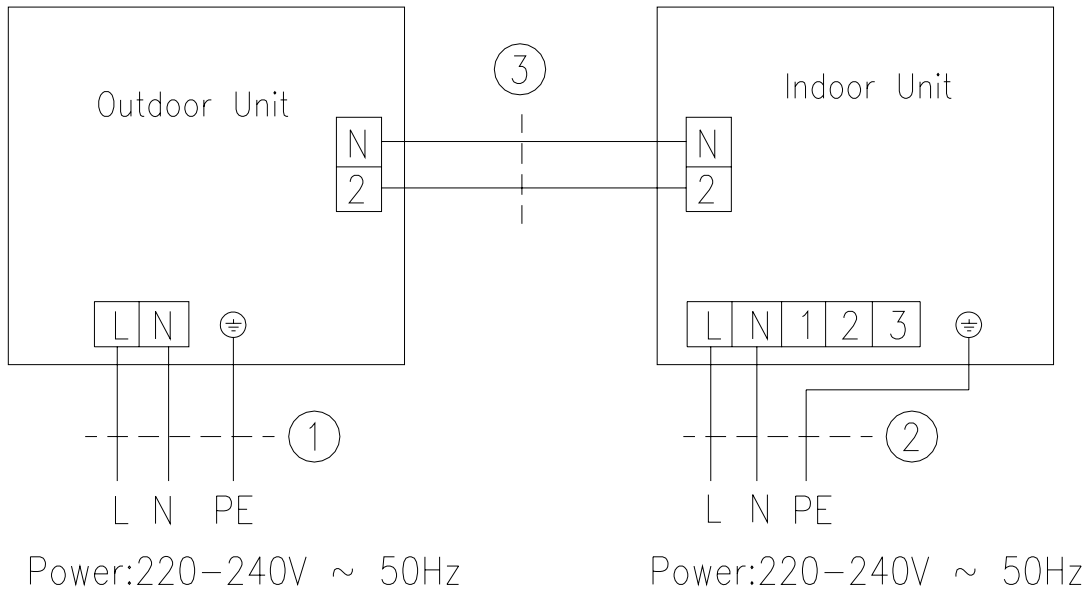 3
Outdoor Unit
Indoor Unit
N
N
2
2
L N
L N 1 2 3
1
2
L N PE
L N PE
Power:220-240V ~ 50Hz
Power:220-240V ~ 50Hz